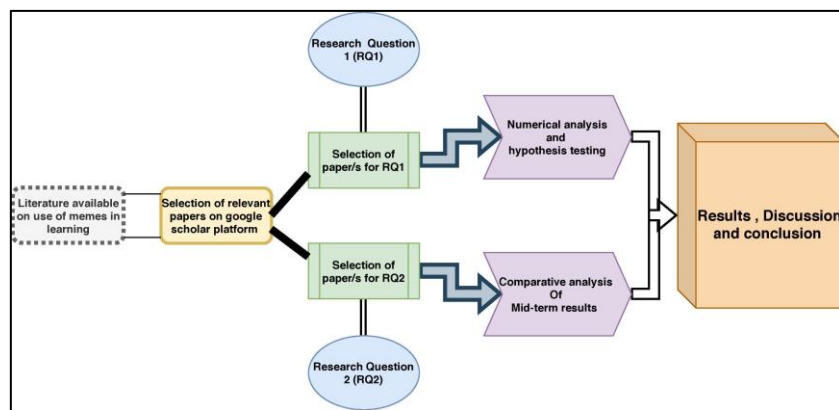 Research Question
1 (RQ1)
Selection of
paper/s for RQ1
Numerical analysis
and
hypothesis testing
Literature available
on use of memes in
learning
Selection of relevant
papers on google
scholar platform
Results , Discussion
and conclusion
Selection of
paper/s for RQ2
Comparative analysis
Of
Mid-term results
Research Question
2 (RQ2)